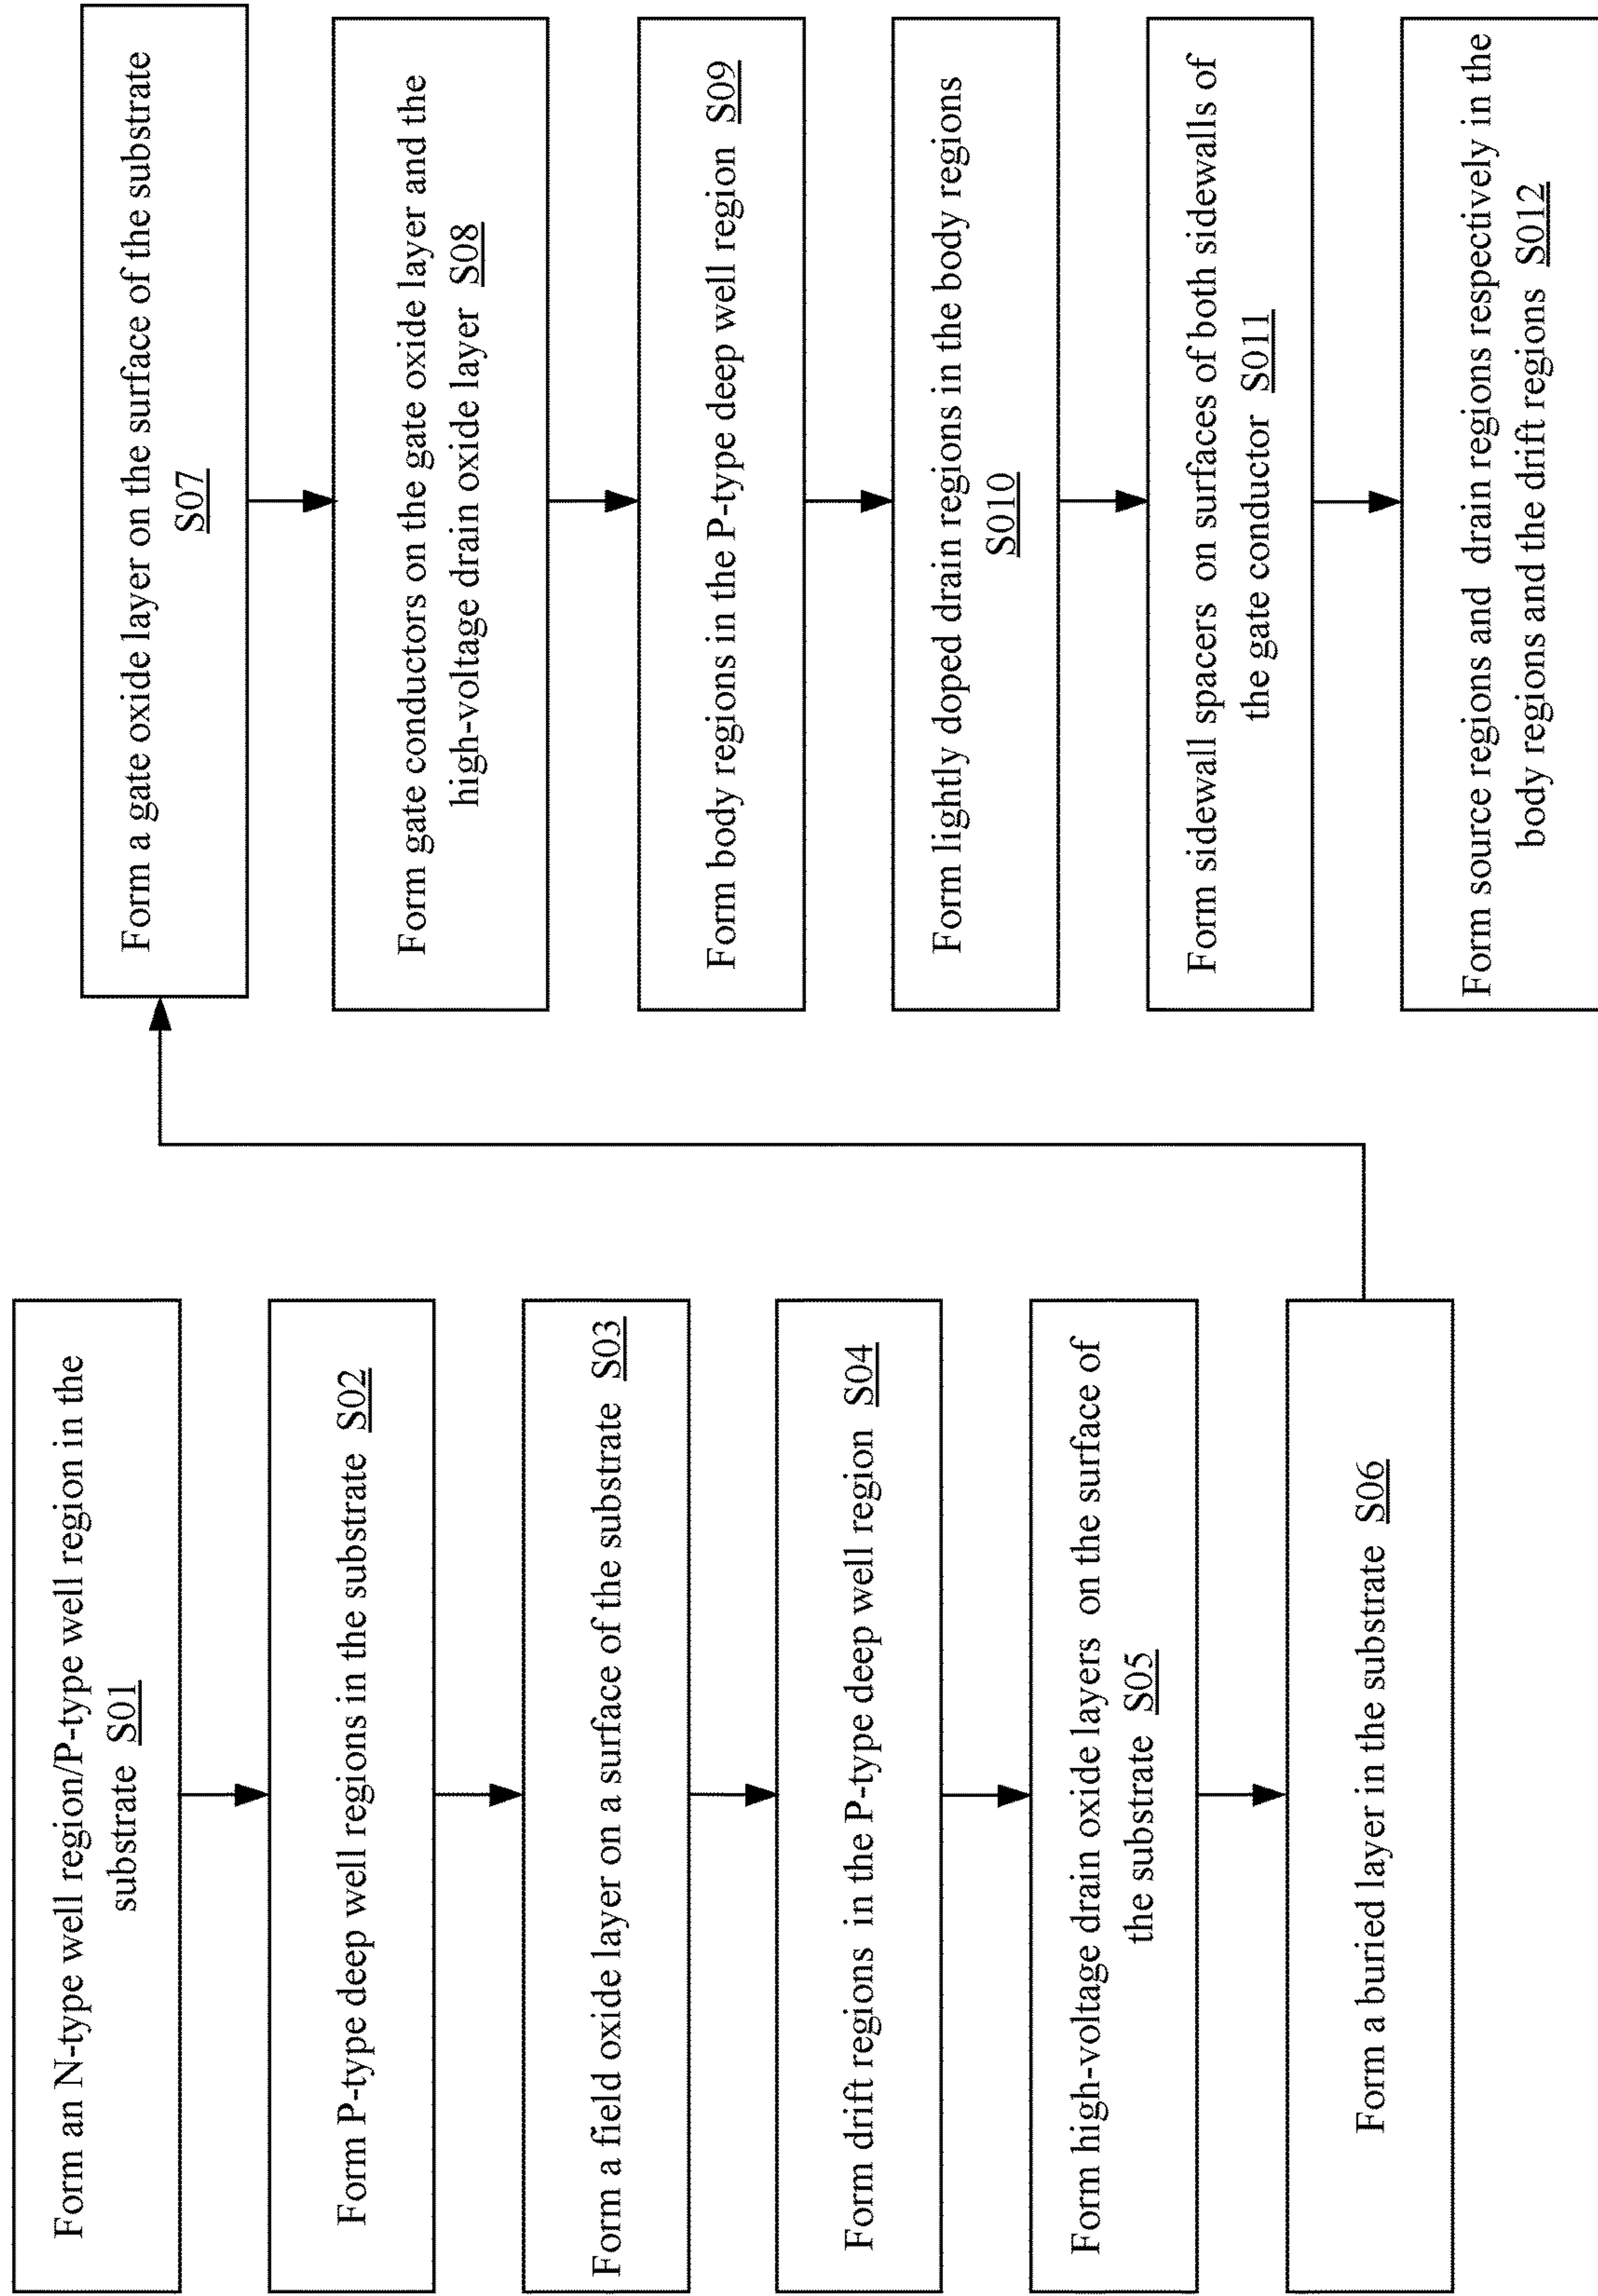 Form an N-type well region/P-type well region in the
substrate S01
Form P-type deep well regions in the substrate S02
Form a field oxide layer on a surface of the substrate S03
Form drift regions in the P-type deep well region S04
Form high-voltage drain oxide layers on the surface of
the substrate S05
Form a buried layer in the substrate S06
Form a gate oxide layer on the surface of the substrate
S07
Form gate conductors on the gate oxide layer and the
high-voltage drain oxide layer S08
Form body regions in the P-type deep well region S09
Form lightly doped drain regions in the body regions
S010
Form sidewall spacers on surfaces of both sidewalls of
the gate conductor S011
Form source regions and drain regions respectively in the
body regions and the drift regions S012